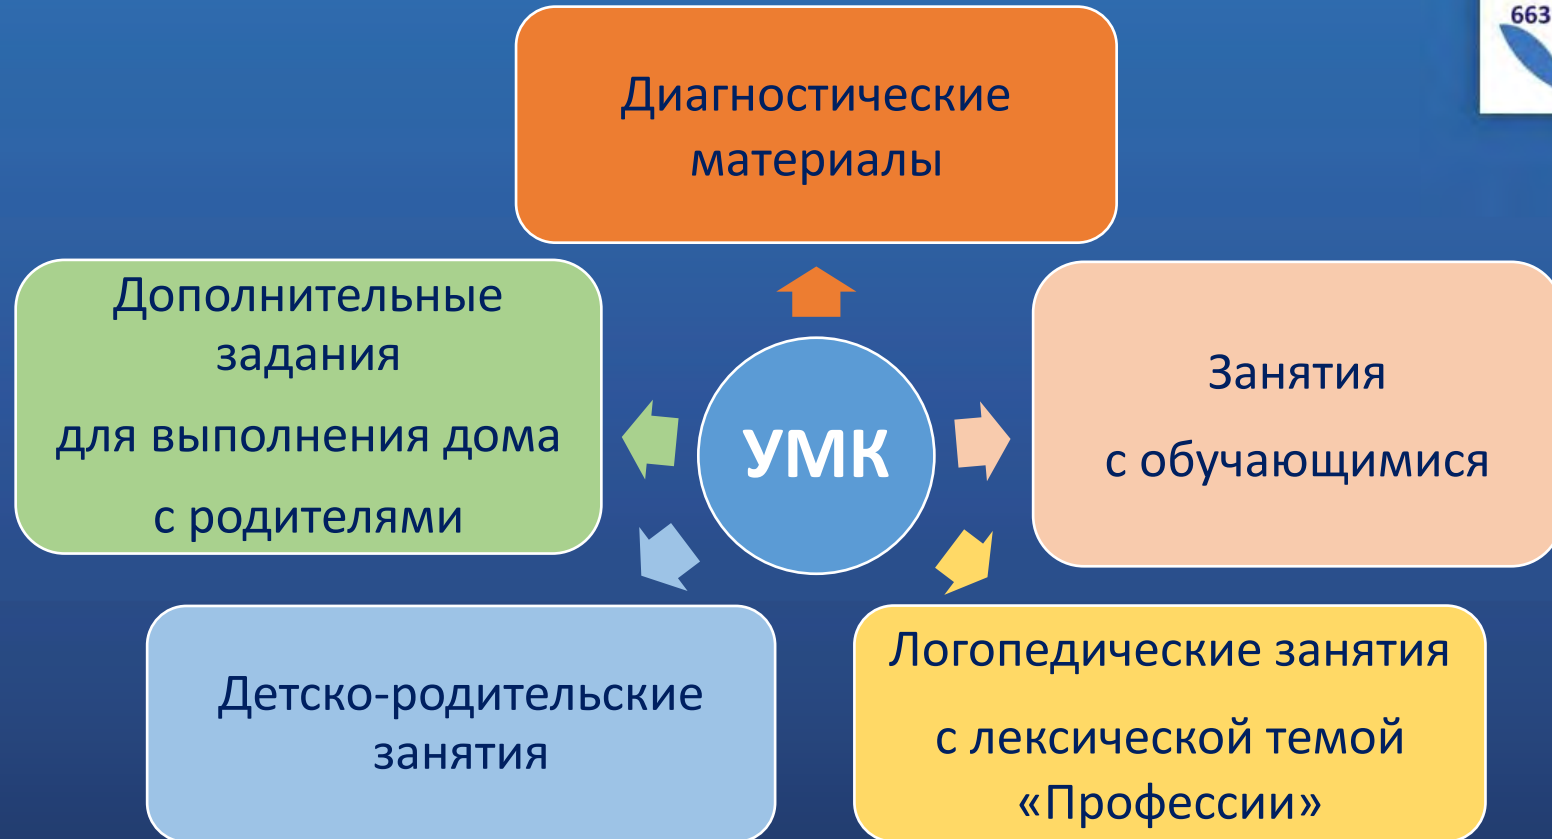 663
Диагностические
материалы
Дополнительные
задания
для выполнения дома
с родителями
УМК
Занятия
с обучающимися
Детско-родительские
занятия
Логопедические занятия
с лексической темой
«Профессии»